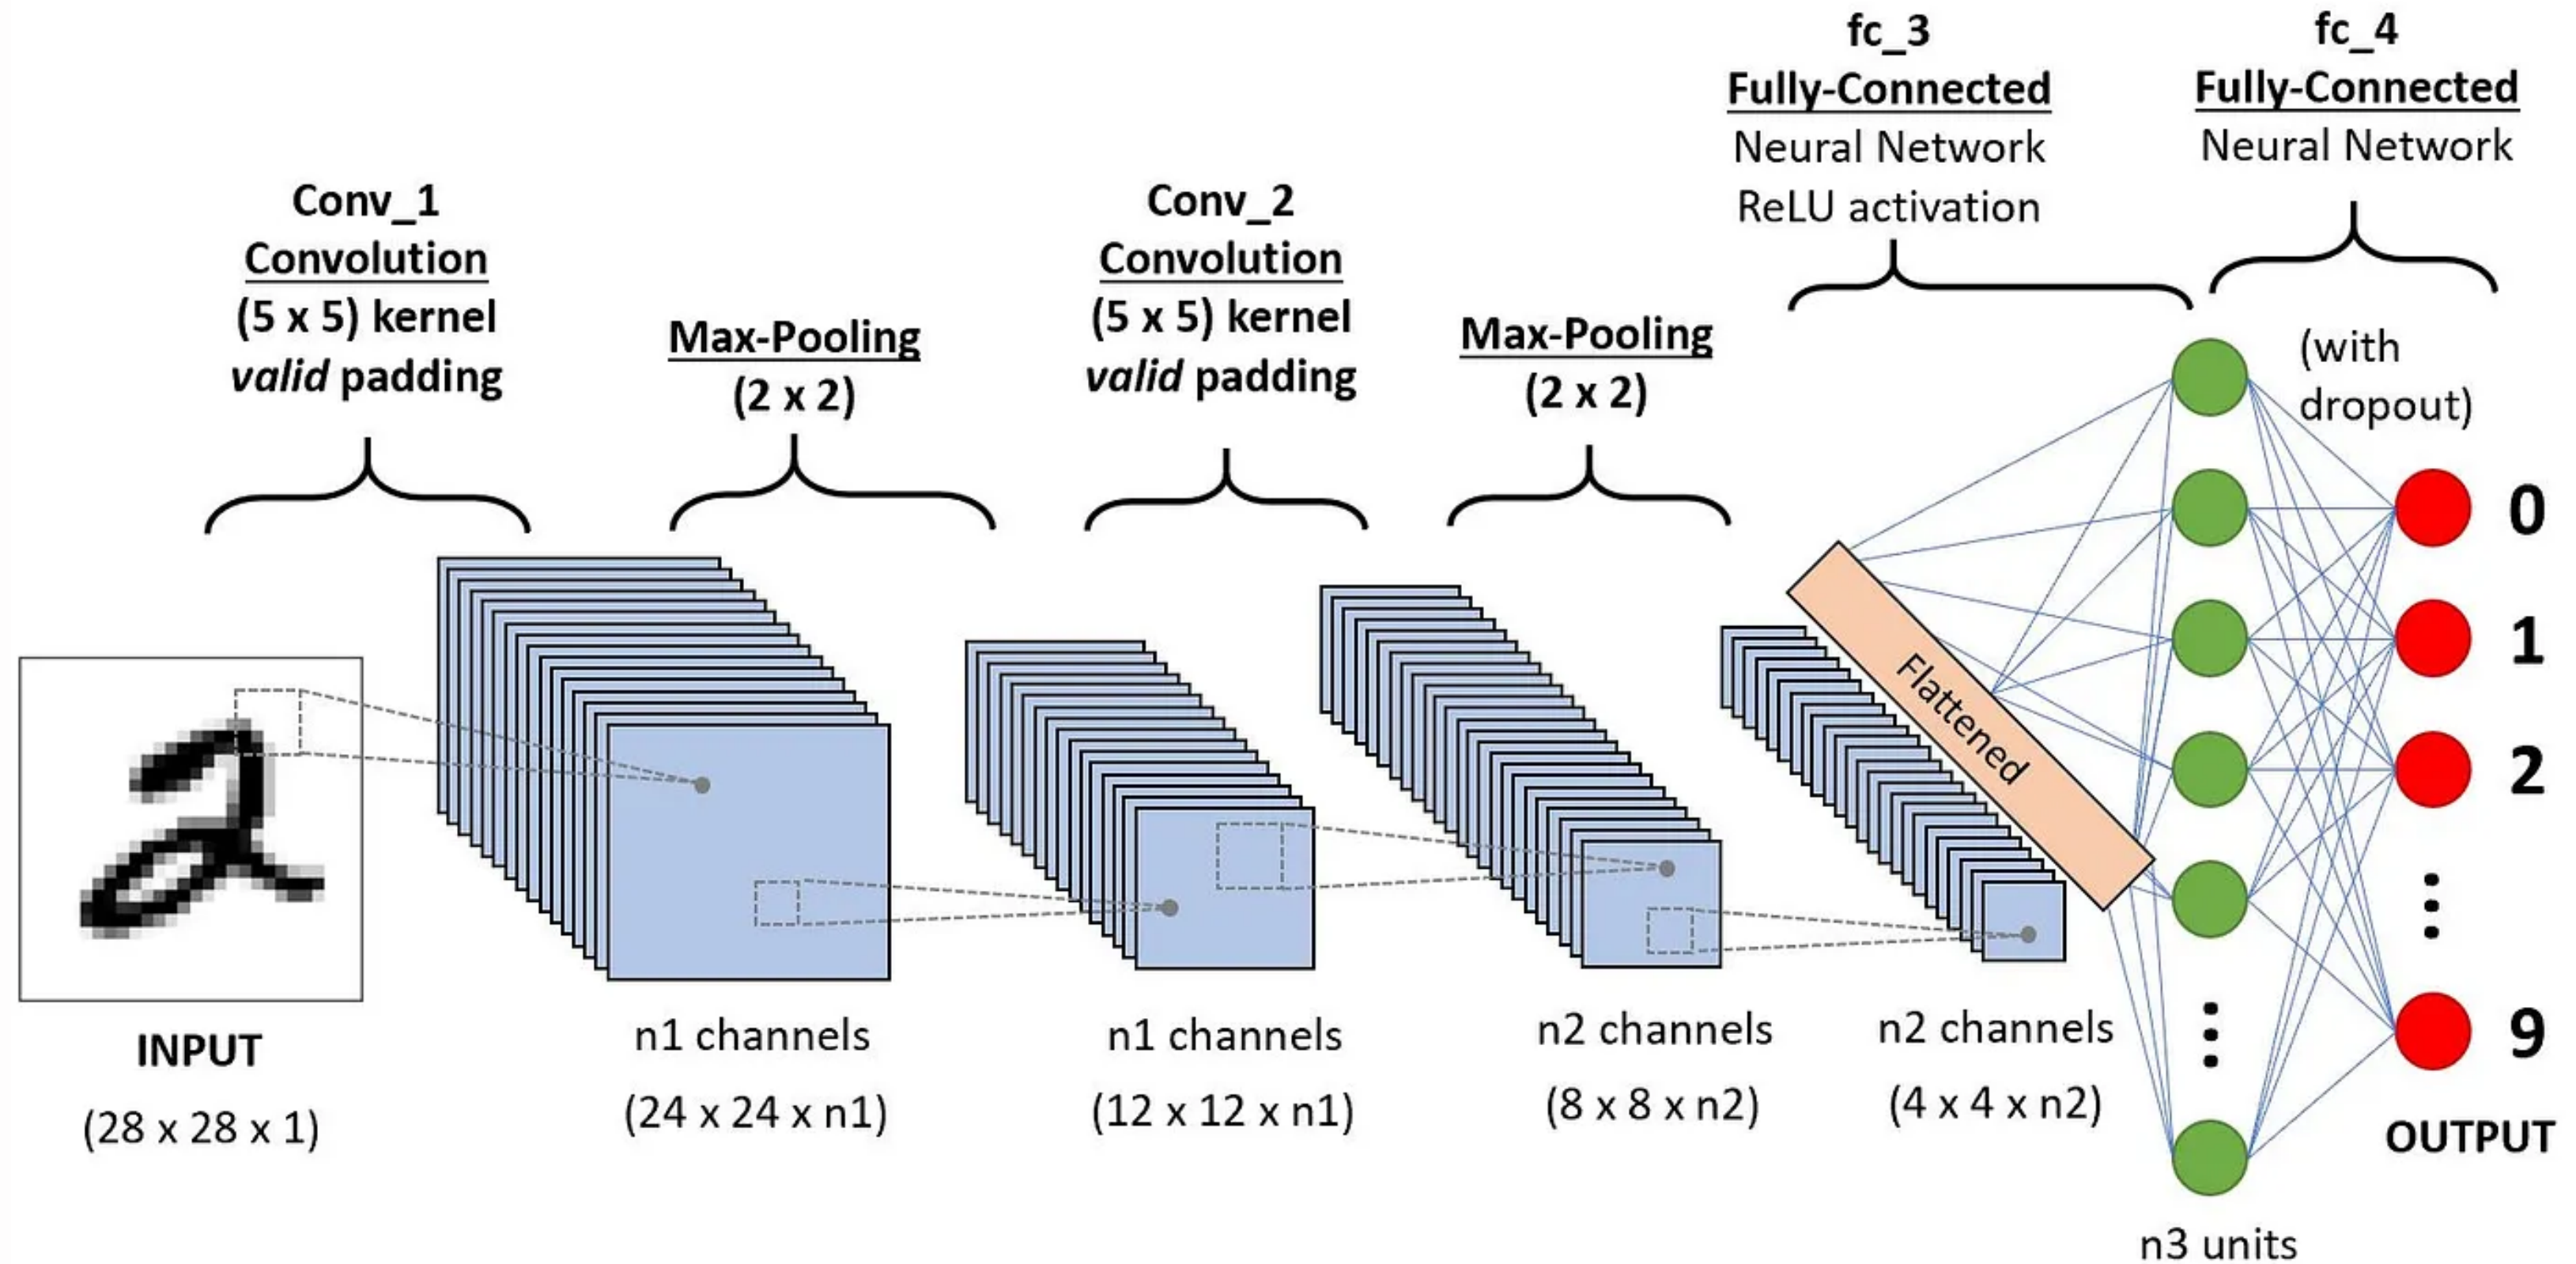 Conv_1
Convolution
(5 x 5) kernel
valid padding
Max-Pooling
(2 x 2)
Conv_2
Convolution
(5 x 5) kernel
valid padding
Max-Pooling
(2 x 2)
fc_3
Fully-Connected
Neural Network
ReLU activation
fc_4
Fully-Connected
Neural Network
(with
dropout)
Flattened
0
1
2
9
INPUT
(28 x 28 x 1)
n1 channels
(24 x 24 x n1)
n1 channels
(12 x 12 x n1)
n2 channels
(8 x 8 x n2)
n2 channels
(4 x 4 x n2)
n3 units
OUTPUT
2